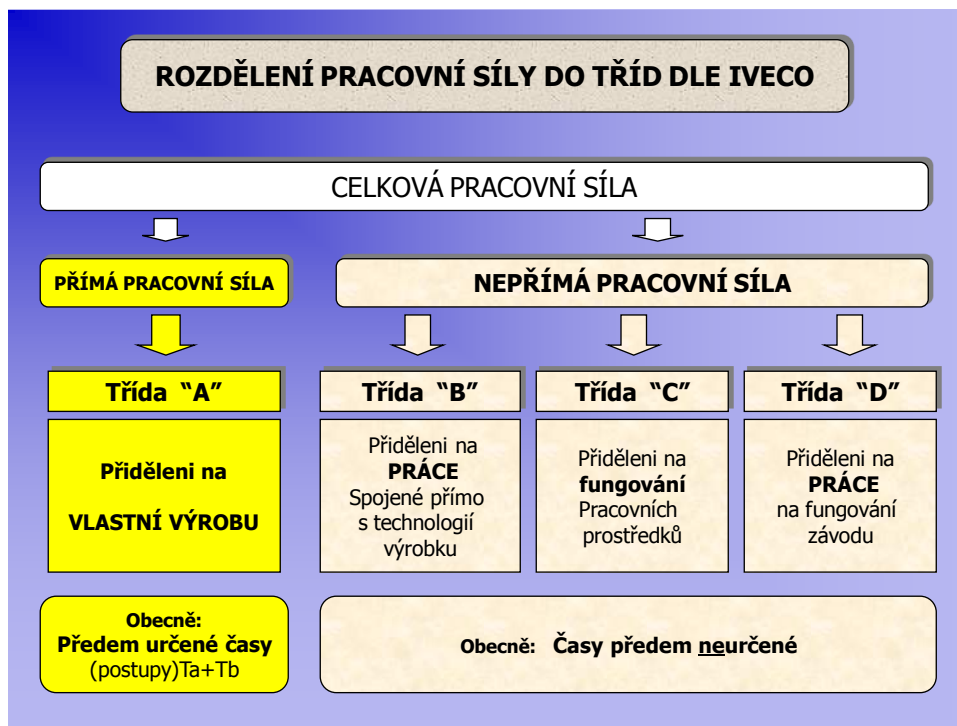 ROZDĚLENÍ PRACOVNÍ SÍLY DO TŘÍD DLE IVECO
CELKOVÁ PRACOVNÍ SÍLA
PŘÍMÁ PRACOVNÍ SÍLA
NEPŘÍMÁ PRACOVNÍ SÍLA
Třída “A”
Přiděleni na
VLASTNÍ VÝROBU
Třída “B”
Přiděleni na
PRÁCE
Spojené přímo
s technologií
výrobku
Třída “C”
Přiděleni na
fungování
Pracovních
prostředků
Třída “D”
Přiděleni na
PRÁCE
na fungování
závodu
Obecně:
Předem určené časy
(postupy)Ta+Tb
Obecně: Časy předem neurčené